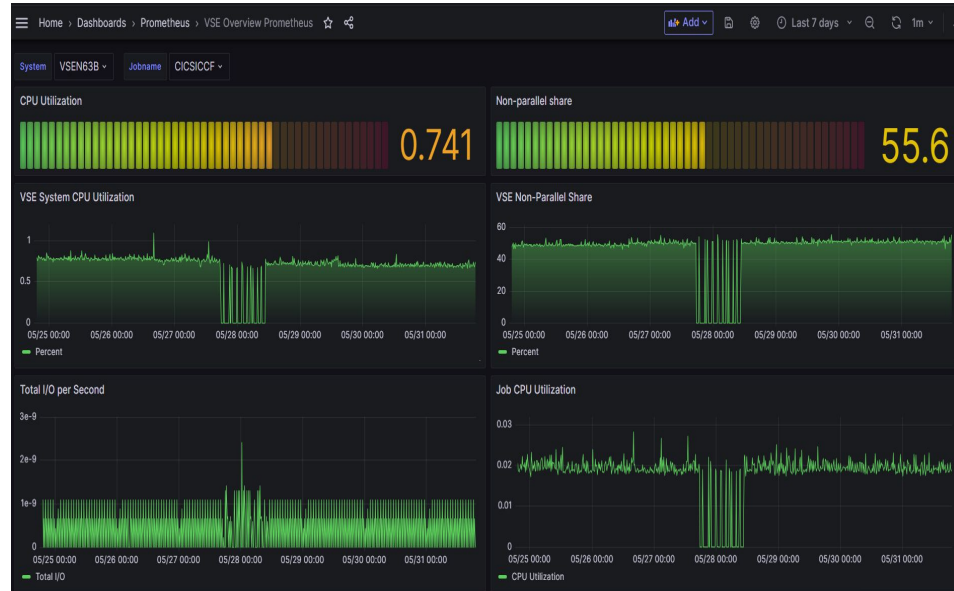 Home › Dashboards › Prometheus › VSE Overview Prometheus
Add
Last 7 days
1m
System VSEN63B Jobname CICSICCF
CPU Utilization
0.741
Non-parallel share
55.6
VSE System CPU Utilization
1
0.5
0
05/25 00:00 05/26 00:00 05/27 00:00 05/28 00:00 05/29 00:00 05/30 00:00 05/31 00:00
Percent
VSE Non-Parallel Share
60
40
20
0
05/25 00:00 05/26 00:00 05/27 00:00 05/28 00:00 05/29 00:00 05/30 00:00 05/31 00:00
Percent
Total I/O per Second
3e-9
2e-9
1e-9
0
05/25 00:00 05/26 00:00 05/27 00:00 05/28 00:00 05/29 00:00 05/30 00:00 05/31 00:00
Total I/O
Job CPU Utilization
0.03
0.02
0.01
0
05/25 00:00 05/26 00:00 05/27 00:00 05/28 00:00 05/29 00:00 05/30 00:00 05/31 00:00
CPU Utilization